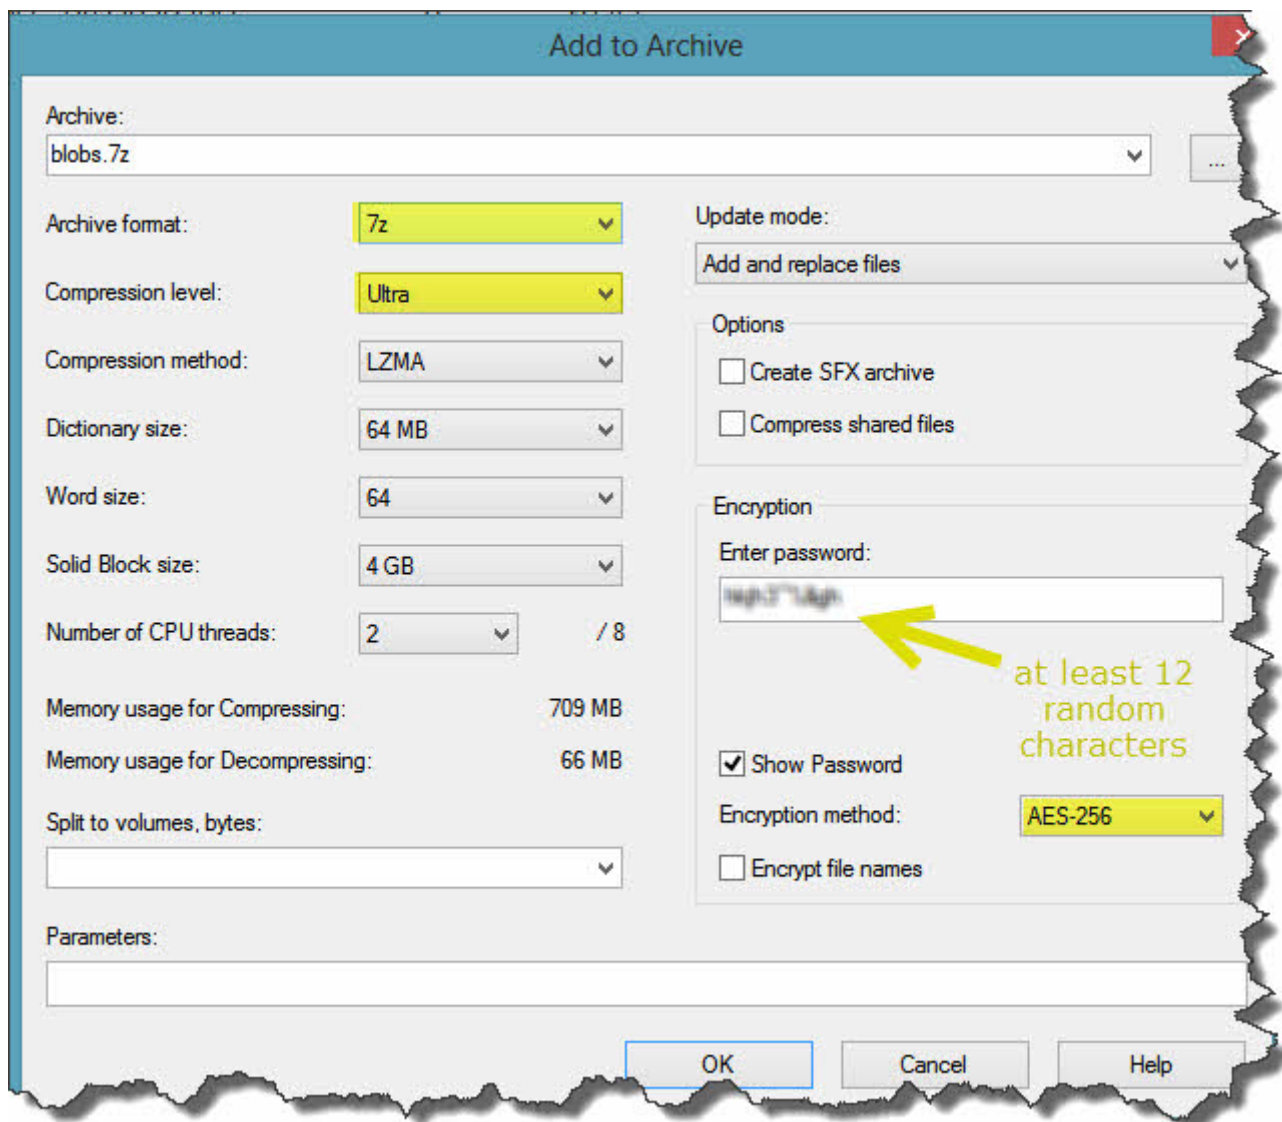 Add to Archive
Archive:
blobs.7z
...
Archive format:
7z
Update mode:
Add and replace files
Compression level:
Ultra
Options
Compression method:
LZMA
Create SFX archive
Dictionary size:
64 MB
Compress shared files
Word size:
64
Encryption
Solid Block size:
4 GB
Enter password:
Number of CPU threads:
2
/ 8
at least 12
random
characters
Memory usage for Compressing:
709 MB
Memory usage for Decompressing:
66 MB
Show Password
Split to volumes, bytes:
Encryption method:
AES-256
Encrypt file names
Parameters:
OK
Cancel
Help